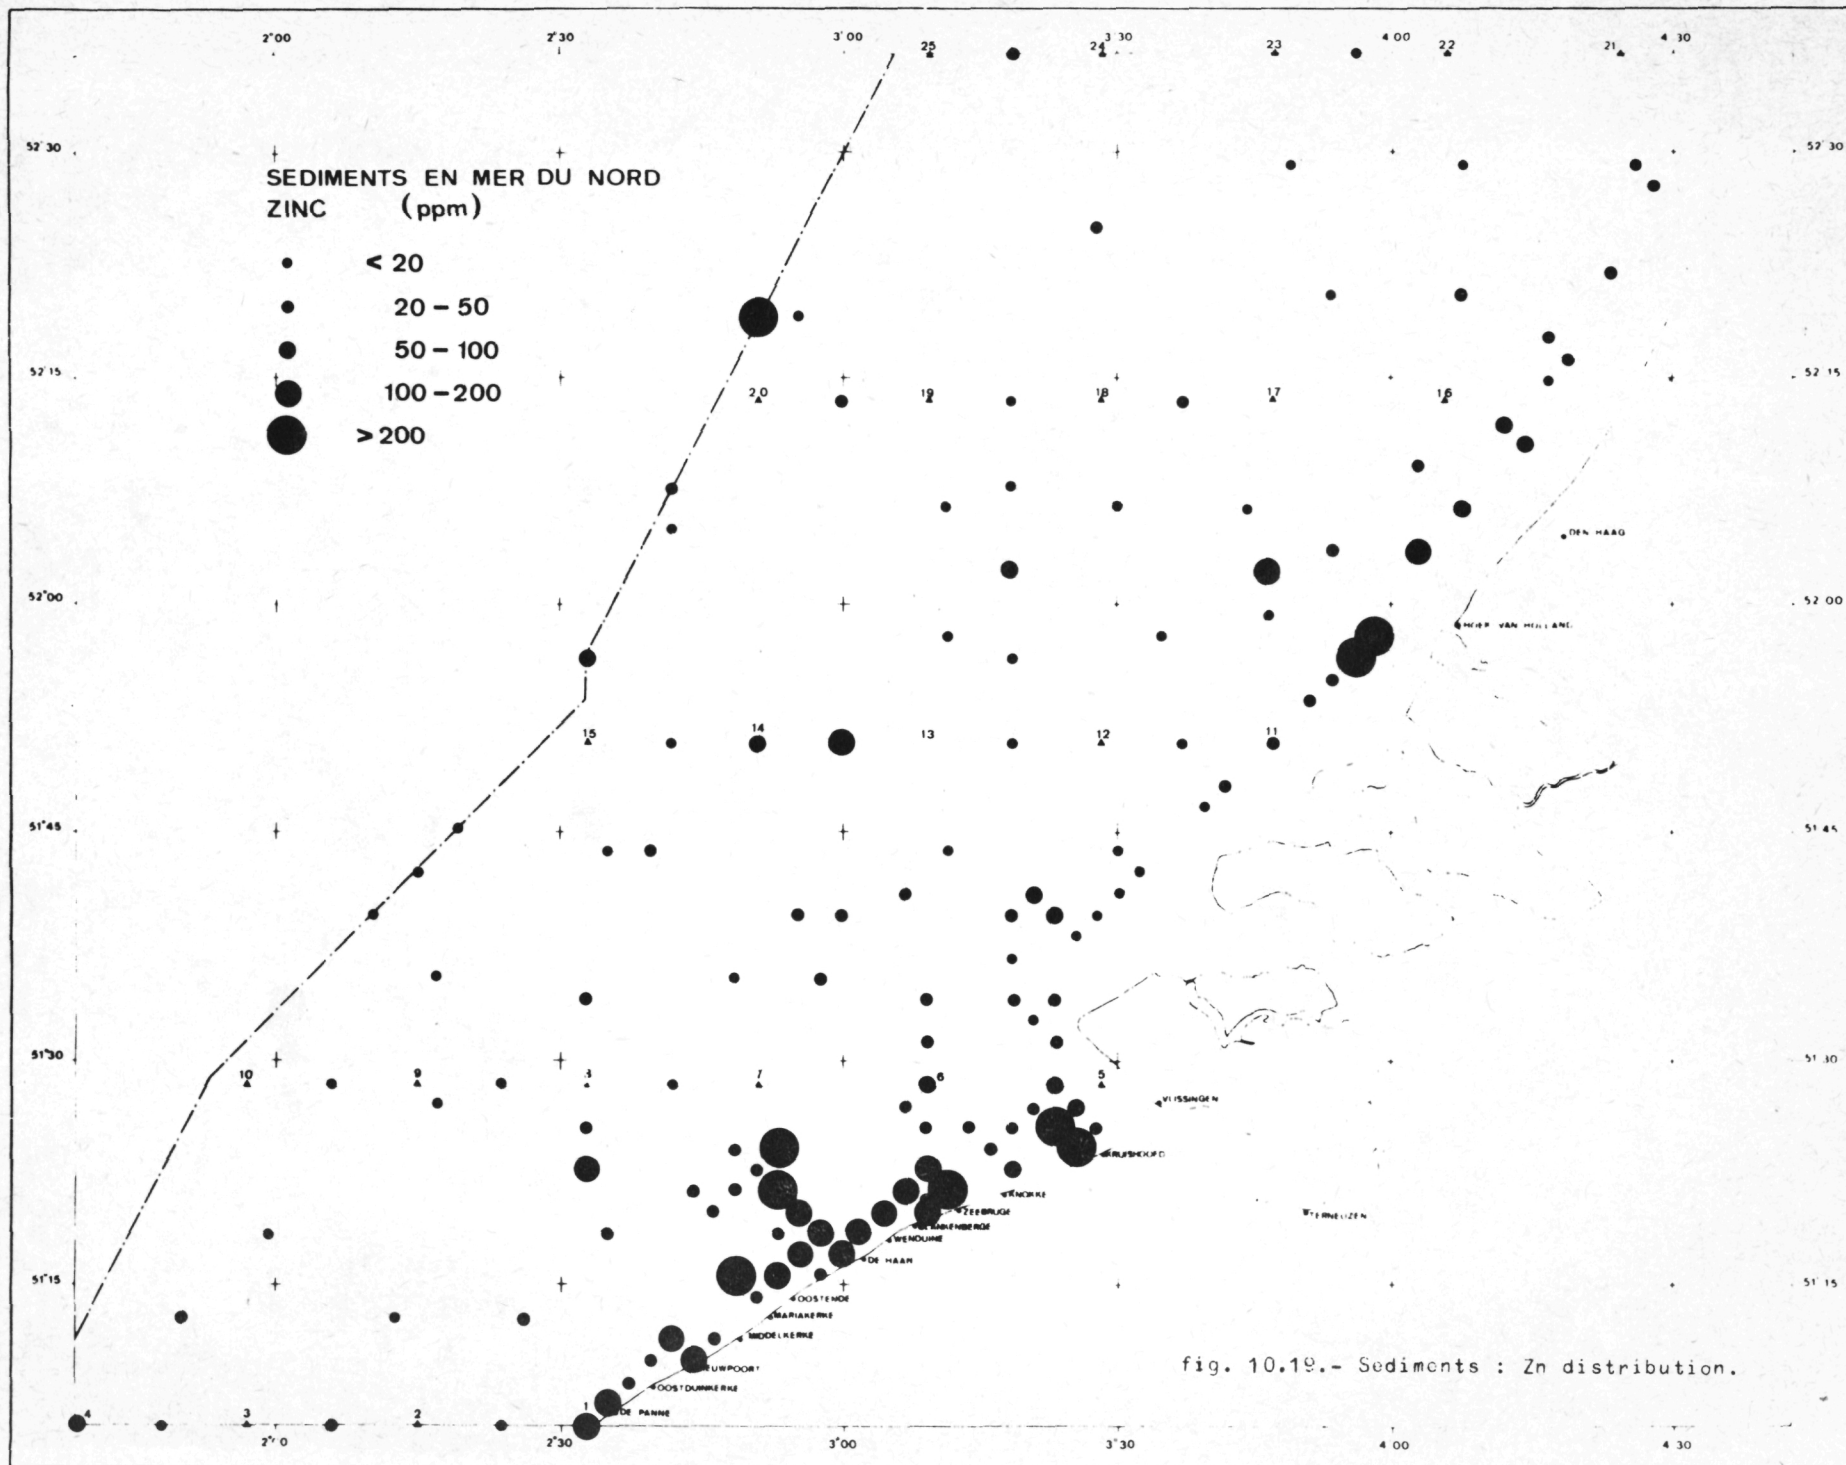 2°00 2°30 3°00 25 24 3 30 23 4 00 22 21 4 30
52°30 52°30
SEDIMENTS EN MER DU NORD
ZINC (ppm)
< 20
20 – 50
50 – 100
100 – 200
> 200
52°15 52°15
20 19 18 17 16
DEN HAAG
52°00 52 00
HOEK VAN HOLLAND
15 14 13 12 11
51°45 51 45
51°30 51 30
10 9 8 7 6 5
VLISSINGEN
KNOKKE
ZEEBRUGE
TERNEUZEN
BLANKENBERGE
WENDUINE
DE HAAN
51°15 51 15
OOSTENDE
MARIAKERKE
MIDDELKERKE
fig. 10.19.- Sediments : Zn distribution.
OOSTDUINKERKE
DE PANNE
4 3 2 1
2°0 2°30 3°00 3°30 4 00 4 30